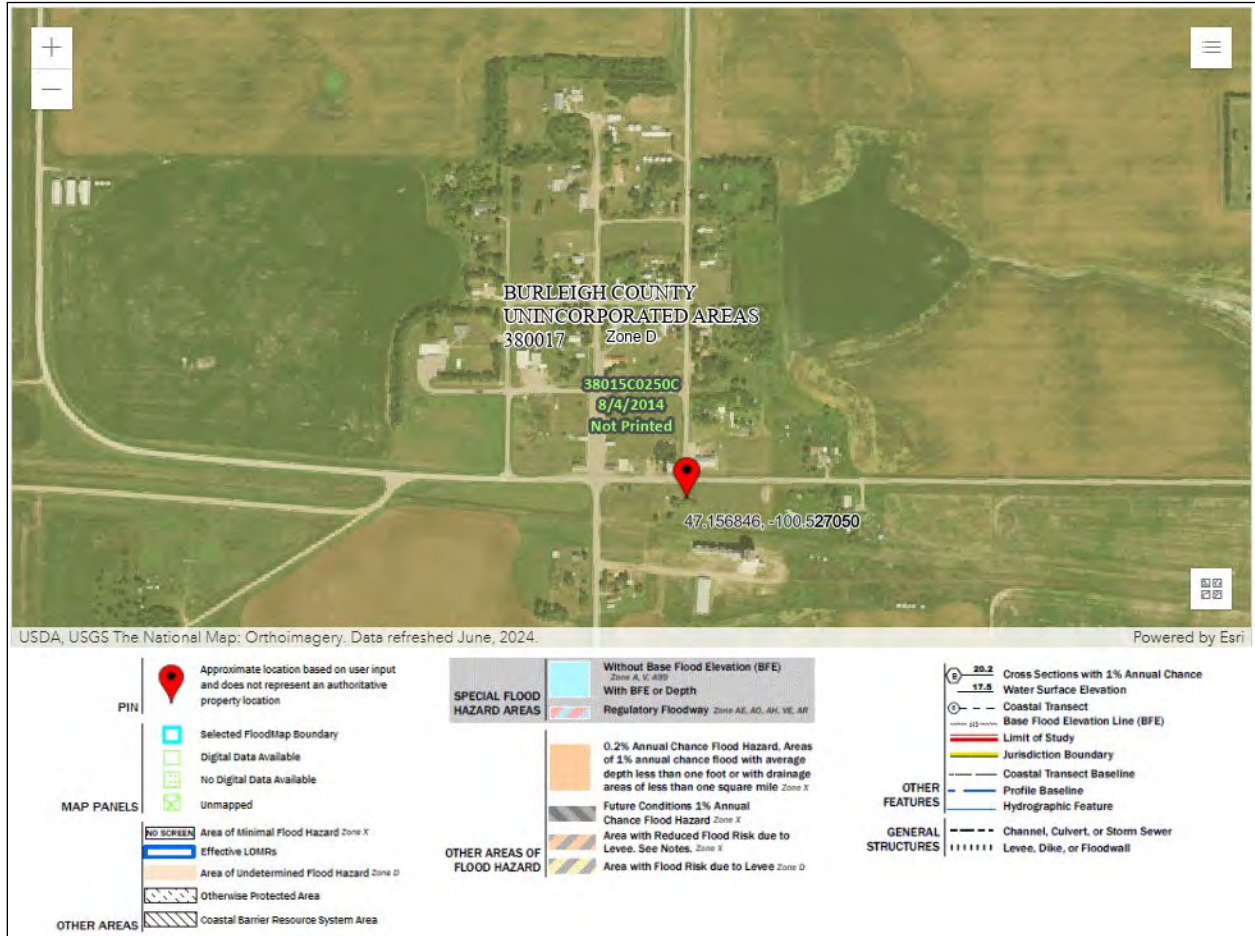 BURLEIGH COUNTY
UNINCORPORATED AREAS
380017 Zone D
38015C0250C
8/4/2014
Not Printed
47.156846, -100.527050
USDA, USGS The National Map: Orthoimagery. Data refreshed June, 2024.
Powered by Esri
PIN
Approximate location based on user input
and does not represent an authoritative
property location
MAP PANELS
Selected FloodMap Boundary
Digital Data Available
No Digital Data Available
Unmapped
OTHER AREAS
NO SCREEN Area of Minimal Flood Hazard Zone X
Effective LOMRs
Area of Undetermined Flood Hazard Zone D
Otherwise Protected Area
Coastal Barrier Resource System Area
SPECIAL FLOOD
HAZARD AREAS
Without Base Flood Elevation (BFE)
Zone A, V, A99
With BFE or Depth
Regulatory Floodway Zone AE, AO, AH, VE, AR
OTHER AREAS OF
FLOOD HAZARD
0.2% Annual Chance Flood Hazard, Areas
of 1% annual chance flood with average
depth less than one foot or with drainage
areas of less than one square mile Zone X
Future Conditions 1% Annual
Chance Flood Hazard Zone X
Area with Reduced Flood Risk due to
Levee. See Notes. Zone X
Area with Flood Risk due to Levee Zone D
OTHER
FEATURES
B 20.2 Cross Sections with 1% Annual Chance
17.5 Water Surface Elevation
Coastal Transect
Base Flood Elevation Line (BFE)
Limit of Study
Jurisdiction Boundary
Coastal Transect Baseline
Profile Baseline
Hydrographic Feature
GENERAL
STRUCTURES
Channel, Culvert, or Storm Sewer
Levee, Dike, or Floodwall